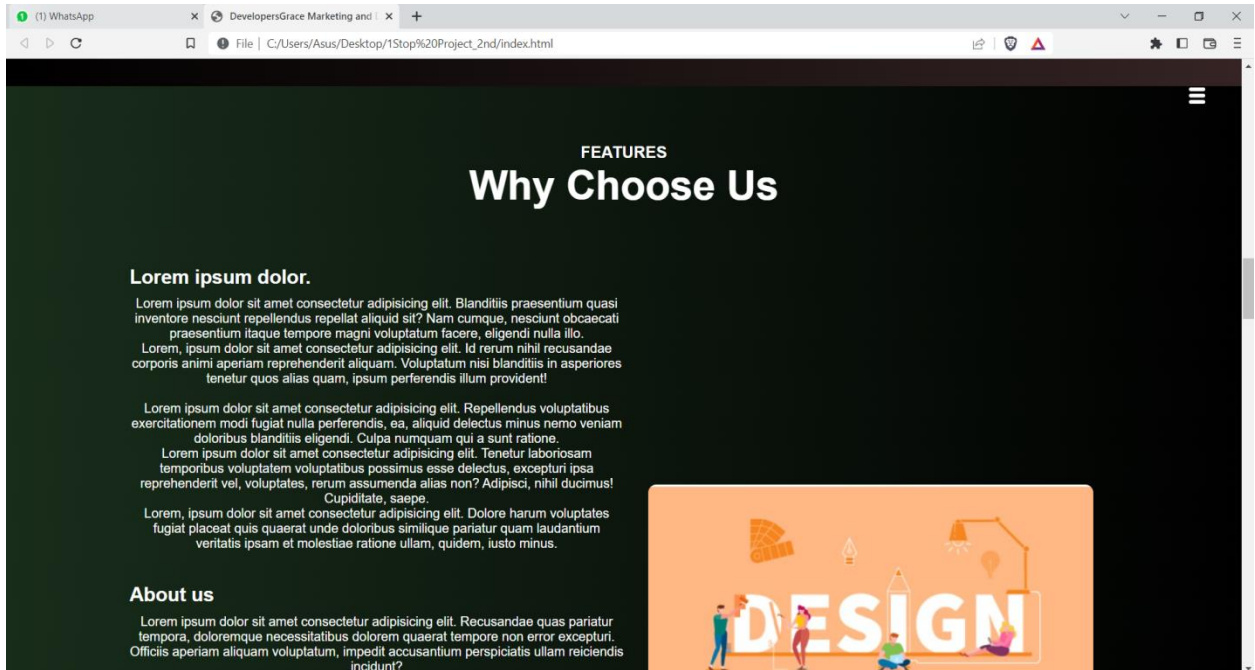 (1) WhatsApp
DevelopersGrace Marketing and
File | C:/Users/Asus/Desktop/1Stop%20Project_2nd/index.html
FEATURES
Why Choose Us
Lorem ipsum dolor.
Lorem ipsum dolor sit amet consectetur adipisicing elit. Blanditiis praesentium quasi
inventore nesciunt repellendus repellat aliquid sit? Nam cumque, nesciunt obcaecati
praesentium itaque tempore magni voluptatum facere, eligendi nulla illo.
Lorem, ipsum dolor sit amet consectetur adipisicing elit. Id rerum nihil recusandae
corporis animi aperiam reprehenderit aliquam. Voluptatum nisi blanditiis in asperiores
tenetur quos alias quam, ipsum perferendis illum provident!
Lorem ipsum dolor sit amet consectetur adipisicing elit. Repellendus voluptatibus
exercitationem modi fugiat nulla perferendis, ea, aliquid delectus minus nemo veniam
doloribus blanditiis eligendi. Culpa numquam qui a sunt ratione.
Lorem ipsum dolor sit amet consectetur adipisicing elit. Tenetur laboriosam
temporibus voluptatem voluptatibus possimus esse delectus, excepturi ipsa
reprehenderit vel, voluptates, rerum assumenda alias non? Adipisci, nihil ducimus!
Cupiditate, saepe.
Lorem, ipsum dolor sit amet consectetur adipisicing elit. Dolore harum voluptates
fugiat placeat quis quaerat unde doloribus similique pariatur quam laudantium
veritatis ipsam et molestiae ratione ullam, quidem, iusto minus.
About us
Lorem ipsum dolor sit amet consectetur adipisicing elit. Recusandae quas pariatur
tempora, doloremque necessitatibus dolorem quaerat tempore non error excepturi.
Officiis aperiam aliquam voluptatum, impedit accusantium perspiciatis ullam reiciendis
incidunt?
DESIGN